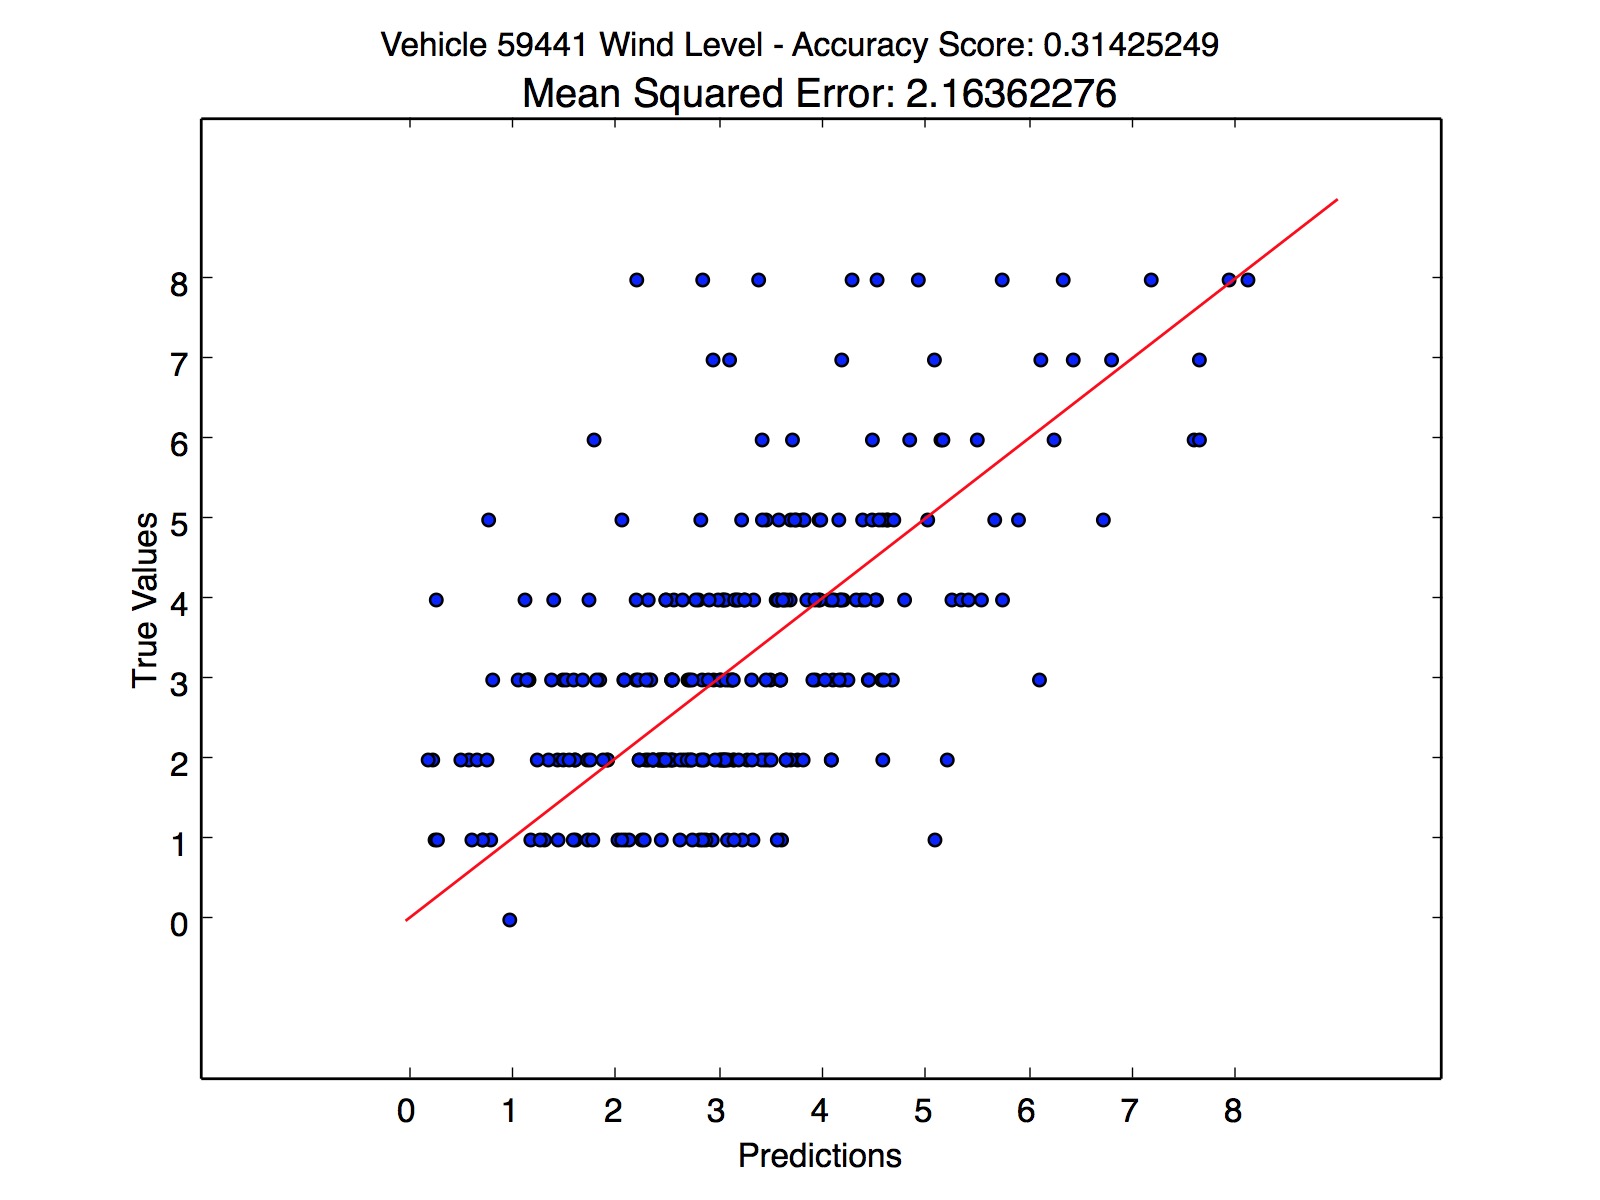 Vehicle 59441 Wind Level - Accuracy Score: 0.31425249
Mean Squared Error: 2.16362276
8
7
6
5
4
3
2
1
0
True Values
0 1 2 3 4 5 6 7 8
Predictions